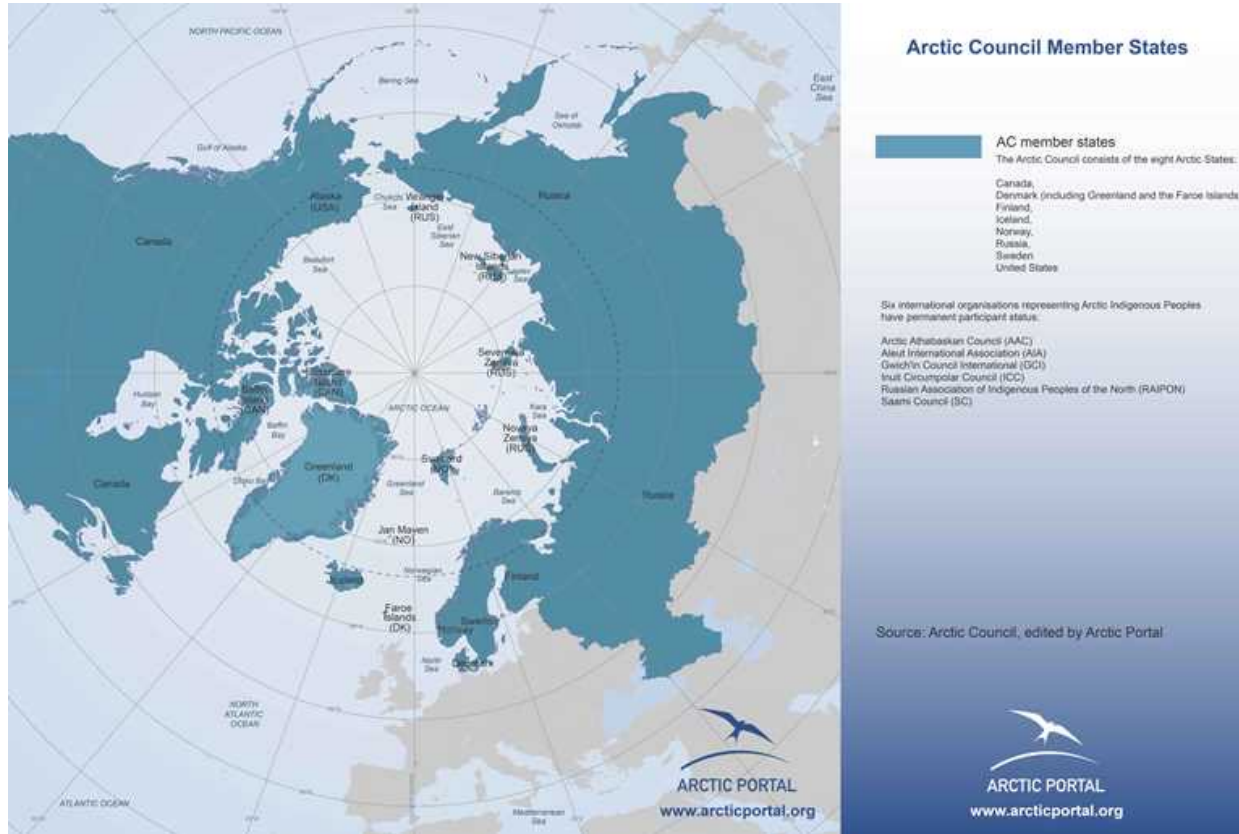 NORTH PACIFIC OCEAN
Bering Sea
Sea of
Okhotsk
East
China
Sea
Gulf of Alaska
Alaska
(USA)
Chukchi
Sea
Wrangel
Island
(RUS)
Russia
East
Siberian
Sea
Canada
Beaufort
Sea
New Siberian
Islands
(RUS)
Laptev
Sea
Severnaya
Zemlya
(RUS)
Ellesmere
Island
(CAN)
Hudson
Bay
Baffin
Island
(CAN)
ARCTIC OCEAN
Kara
Sea
Baffin
Bay
Novaya
Zemlya
(RUS)
Greenland
(DK)
Svalbard
(NO)
Canada
Greenland
Sea
Barents
Sea
Russia
Jan Mayen
(NO)
Norwegian
Sea
Iceland
Finland
Faroe
Islands
(DK)
Sweden
Norway
North
Sea
Denmark
NORTH
ATLANTIC
OCEAN
ATLANTIC OCEAN
Mediterranean
Sea
ARCTIC PORTAL
www.arcticportal.org
Arctic Council Member States
AC member states
The Arctic Council consists of the eight Arctic States:
Canada,
Denmark (including Greenland and the Faroe Islands
Finland,
Iceland,
Norway,
Russia,
Sweden
United States
Six international organisations representing Arctic Indigenous Peoples
have permanent participant status:
Arctic Athabaskan Council (AAC)
Aleut International Association (AIA)
Gwich'in Council International (GCI)
Inuit Circumpolar Council (ICC)
Russian Association of Indigenous Peoples of the North (RAIPON)
Saami Council (SC)
Source: Arctic Council, edited by Arctic Portal
ARCTIC PORTAL
www.arcticportal.org